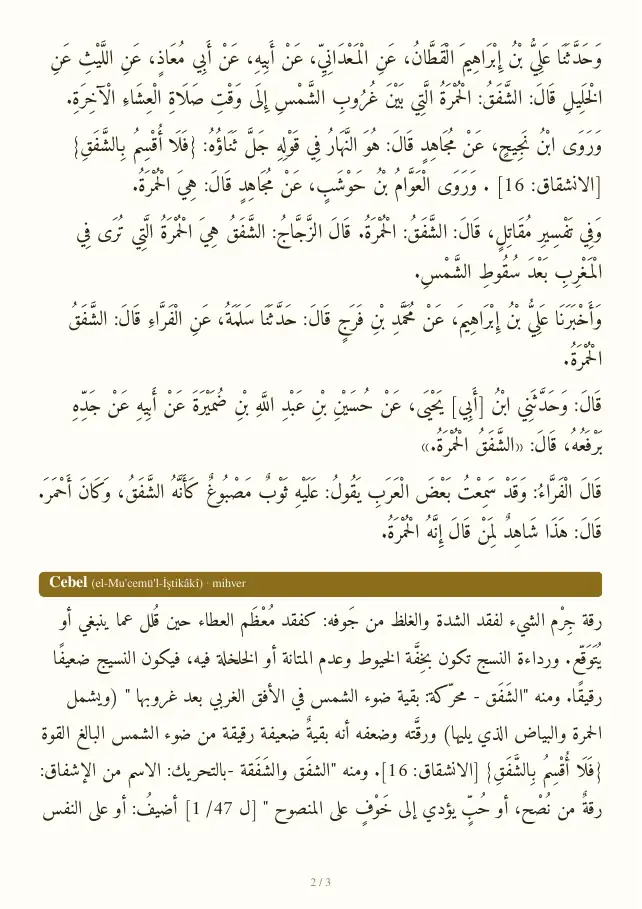 وَحَدَّثَنَا عَلِيُّ بْنُ إِبْرَاهِيمَ الْقَطَّانُ، عَنِ الْمَعْدَانِيِّ، عَنْ أَبِيهِ، عَنْ أَبِي مُعَاذٍ، عَنِ اللَّيْثِ عَنِ
الْخَلِيلِ قَالَ: الشَّفَقُ: الْحُمْرَةُ الَّتِي بَيْنَ غُرُوبِ الشَّمْسِ إِلَى وَقْتِ صَلَاةِ الْعِشَاءِ الْآخِرَةِ.
وَرَوَى ابْنُ نَجِيحٍ، عَنْ مُجَاهِدٍ قَالَ: هُوَ النَّهَارُ فِي قَوْلِهِ جَلَّ ثَنَاؤُهُ: {فَلَا أُقْسِمُ بِالشَّفَقِ}
[الانشقاق: 16] . وَرَوَى الْعَوَّامُ بْنُ حَوْشَبٍ، عَنْ مُجَاهِدٍ قَالَ: هِيَ الْحُمْرَةُ.
وَفِي تَفْسِيرِ مُقَاتِلٍ، قَالَ: الشَّفَقُ: الْحُمْرَةُ. قَالَ الزَّجَّاجُ: الشَّفَقُ هِيَ الْحُمْرَةُ الَّتِي تُرَى فِي
الْمَغْرِبِ بَعْدَ سُقُوطِ الشَّمْسِ.
وَأَخْبَرَنَا عَلِيُّ بْنُ إِبْرَاهِيمَ، عَنْ مُحَمَّدِ بْنِ فَرَجٍ قَالَ: حَدَّثَنَا سَلَمَةُ، عَنِ الْفَرَّاءِ قَالَ: الشَّفَقُ
الْحُمْرَةُ.
قَالَ: وَحَدَّثَنِي ابْنُ [أَبِي] يَحْيَى، عَنْ حُسَيْنِ بْنِ عَبْدِ اللَّهِ بْنِ ضُمَيْرَةَ عَنْ أَبِيهِ عَنْ جَدِّهِ
يَرْفَعُهُ، قَالَ: «الشَّفَقُ الْحُمْرَةُ.»
قَالَ الْفَرَّاءُ: وَقَدْ سَمِعْتُ بَعْضَ الْعَرَبِ يَقُولُ: عَلَيْهِ ثَوْبٌ مَصْبُوغٌ كَأَنَّهُ الشَّفَقُ، وَكَانَ أَحْمَرَ.
قَالَ: هَذَا شَاهِدٌ لِمَنْ قَالَ إِنَّهُ الْحُمْرَةُ.
Cebel (el-Mu'cemü'l-İştikâkî) · mihver
رقة جِرْم الشيء لفقد الشدة والغلظ من جَوفه: كفقد مُعْظَم العطاء حين قُلل عما ينبغي أو
يُتَوَقَّع. ورداءة النسج تكون بخِفَّة الخيوط وعدم المتانة أو الخلخلة فيه، فيكون النسيج ضعيفًا
رقيقًا. ومنه "الشَفَق - محرّكة: بقية ضوء الشمس في الأفق الغربي بعد غروبها " (ويشمل
الحمرة والبياض الذي يليها) ورقَّته وضعفه أنه بقيةٌ ضعيفة رقيقة من ضوء الشمس البالغ القوة
{فَلَا أُقْسِمُ بِالشَّفَقِ} [الانشقاق: 16]. ومنه "الشفَق والشَفَقة -بالتحريك: الاسم من الإشفاق:
رقةٌ من نُصْح، أو حُبٍّ يؤدي إلى خَوْفٍ على المنصوح " [ل 47/ 1] أضيفُ: أو على النفس
2 / 3